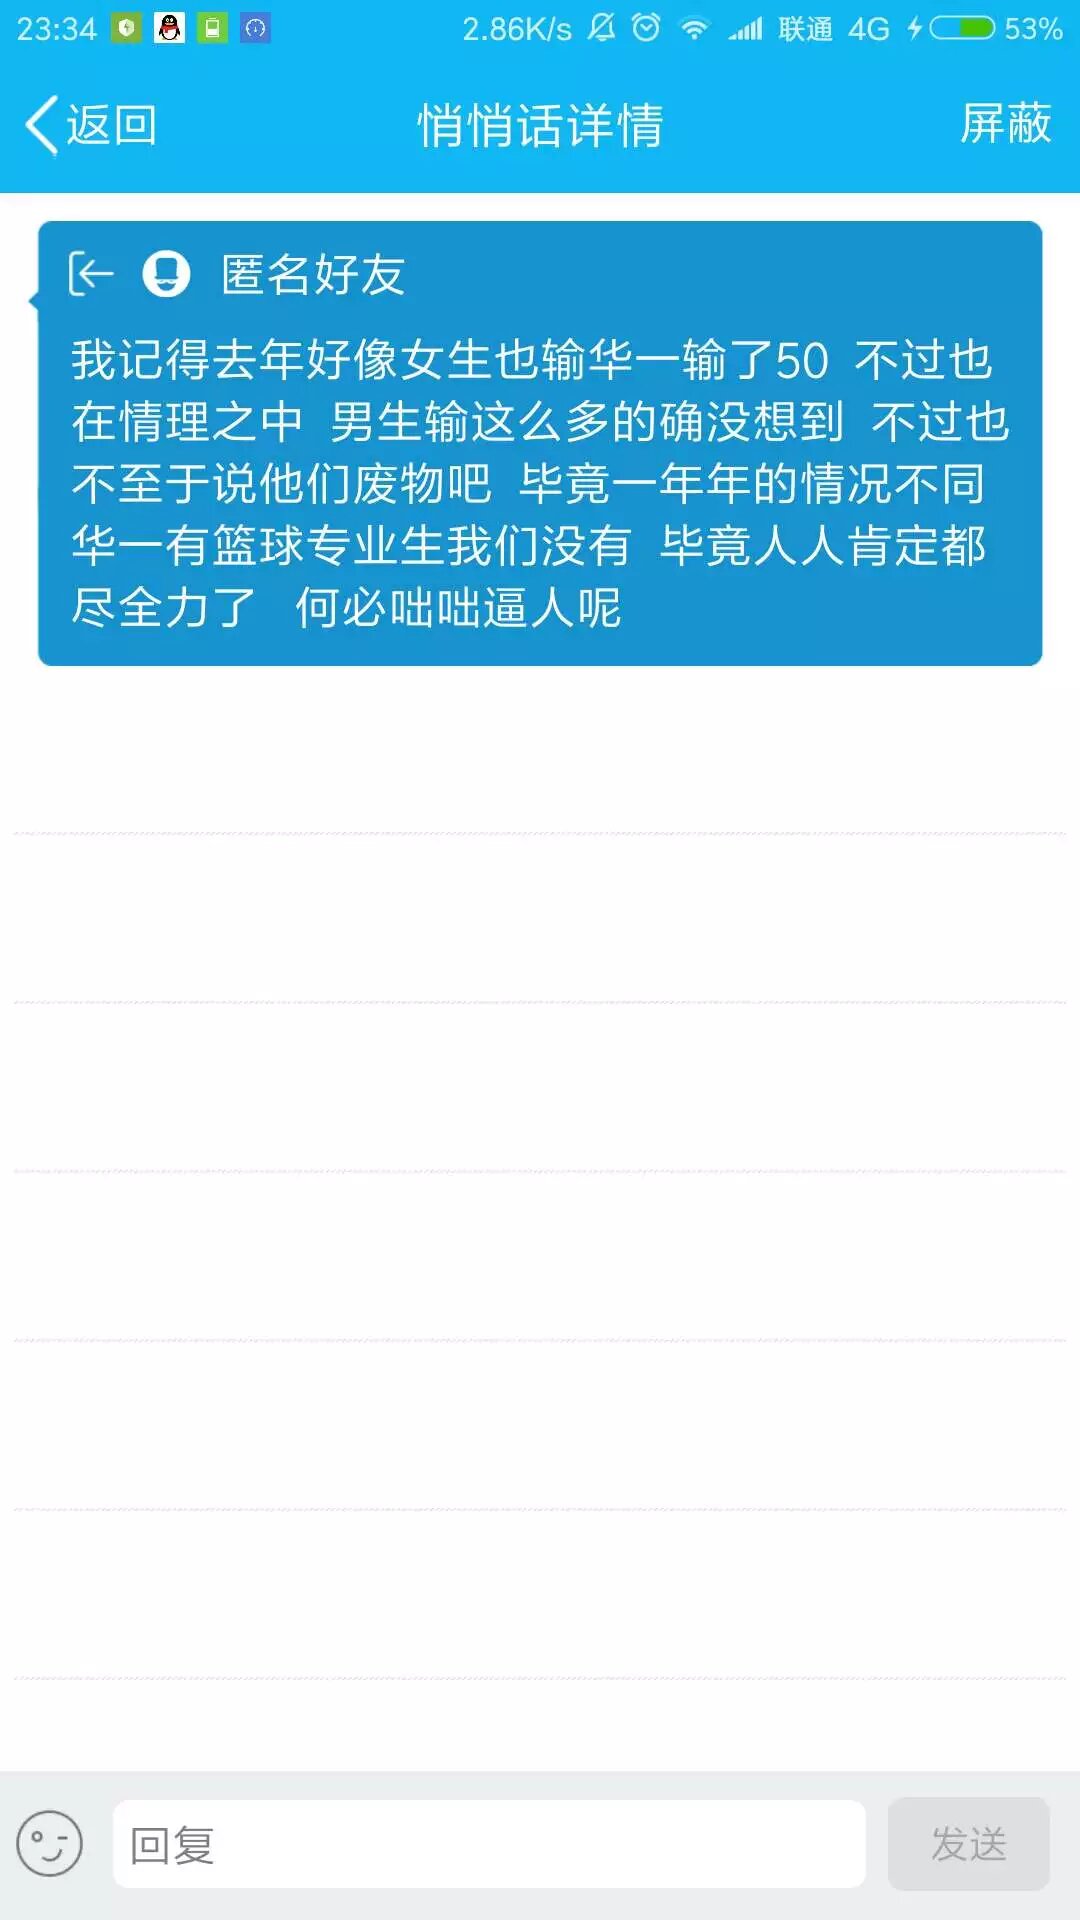 23:34 2.86K/s 联通 4G 53%
返回 悄悄话详情 屏蔽
匿名好友
我记得去年好像女生也输华一输了50 不过也
在情理之中 男生输这么多的确没想到 不过也
不至于说他们废物吧 毕竟一年年的情况不同
华一有篮球专业生我们没有 毕竟人人肯定都
尽全力了 何必咄咄逼人呢
回复 发送